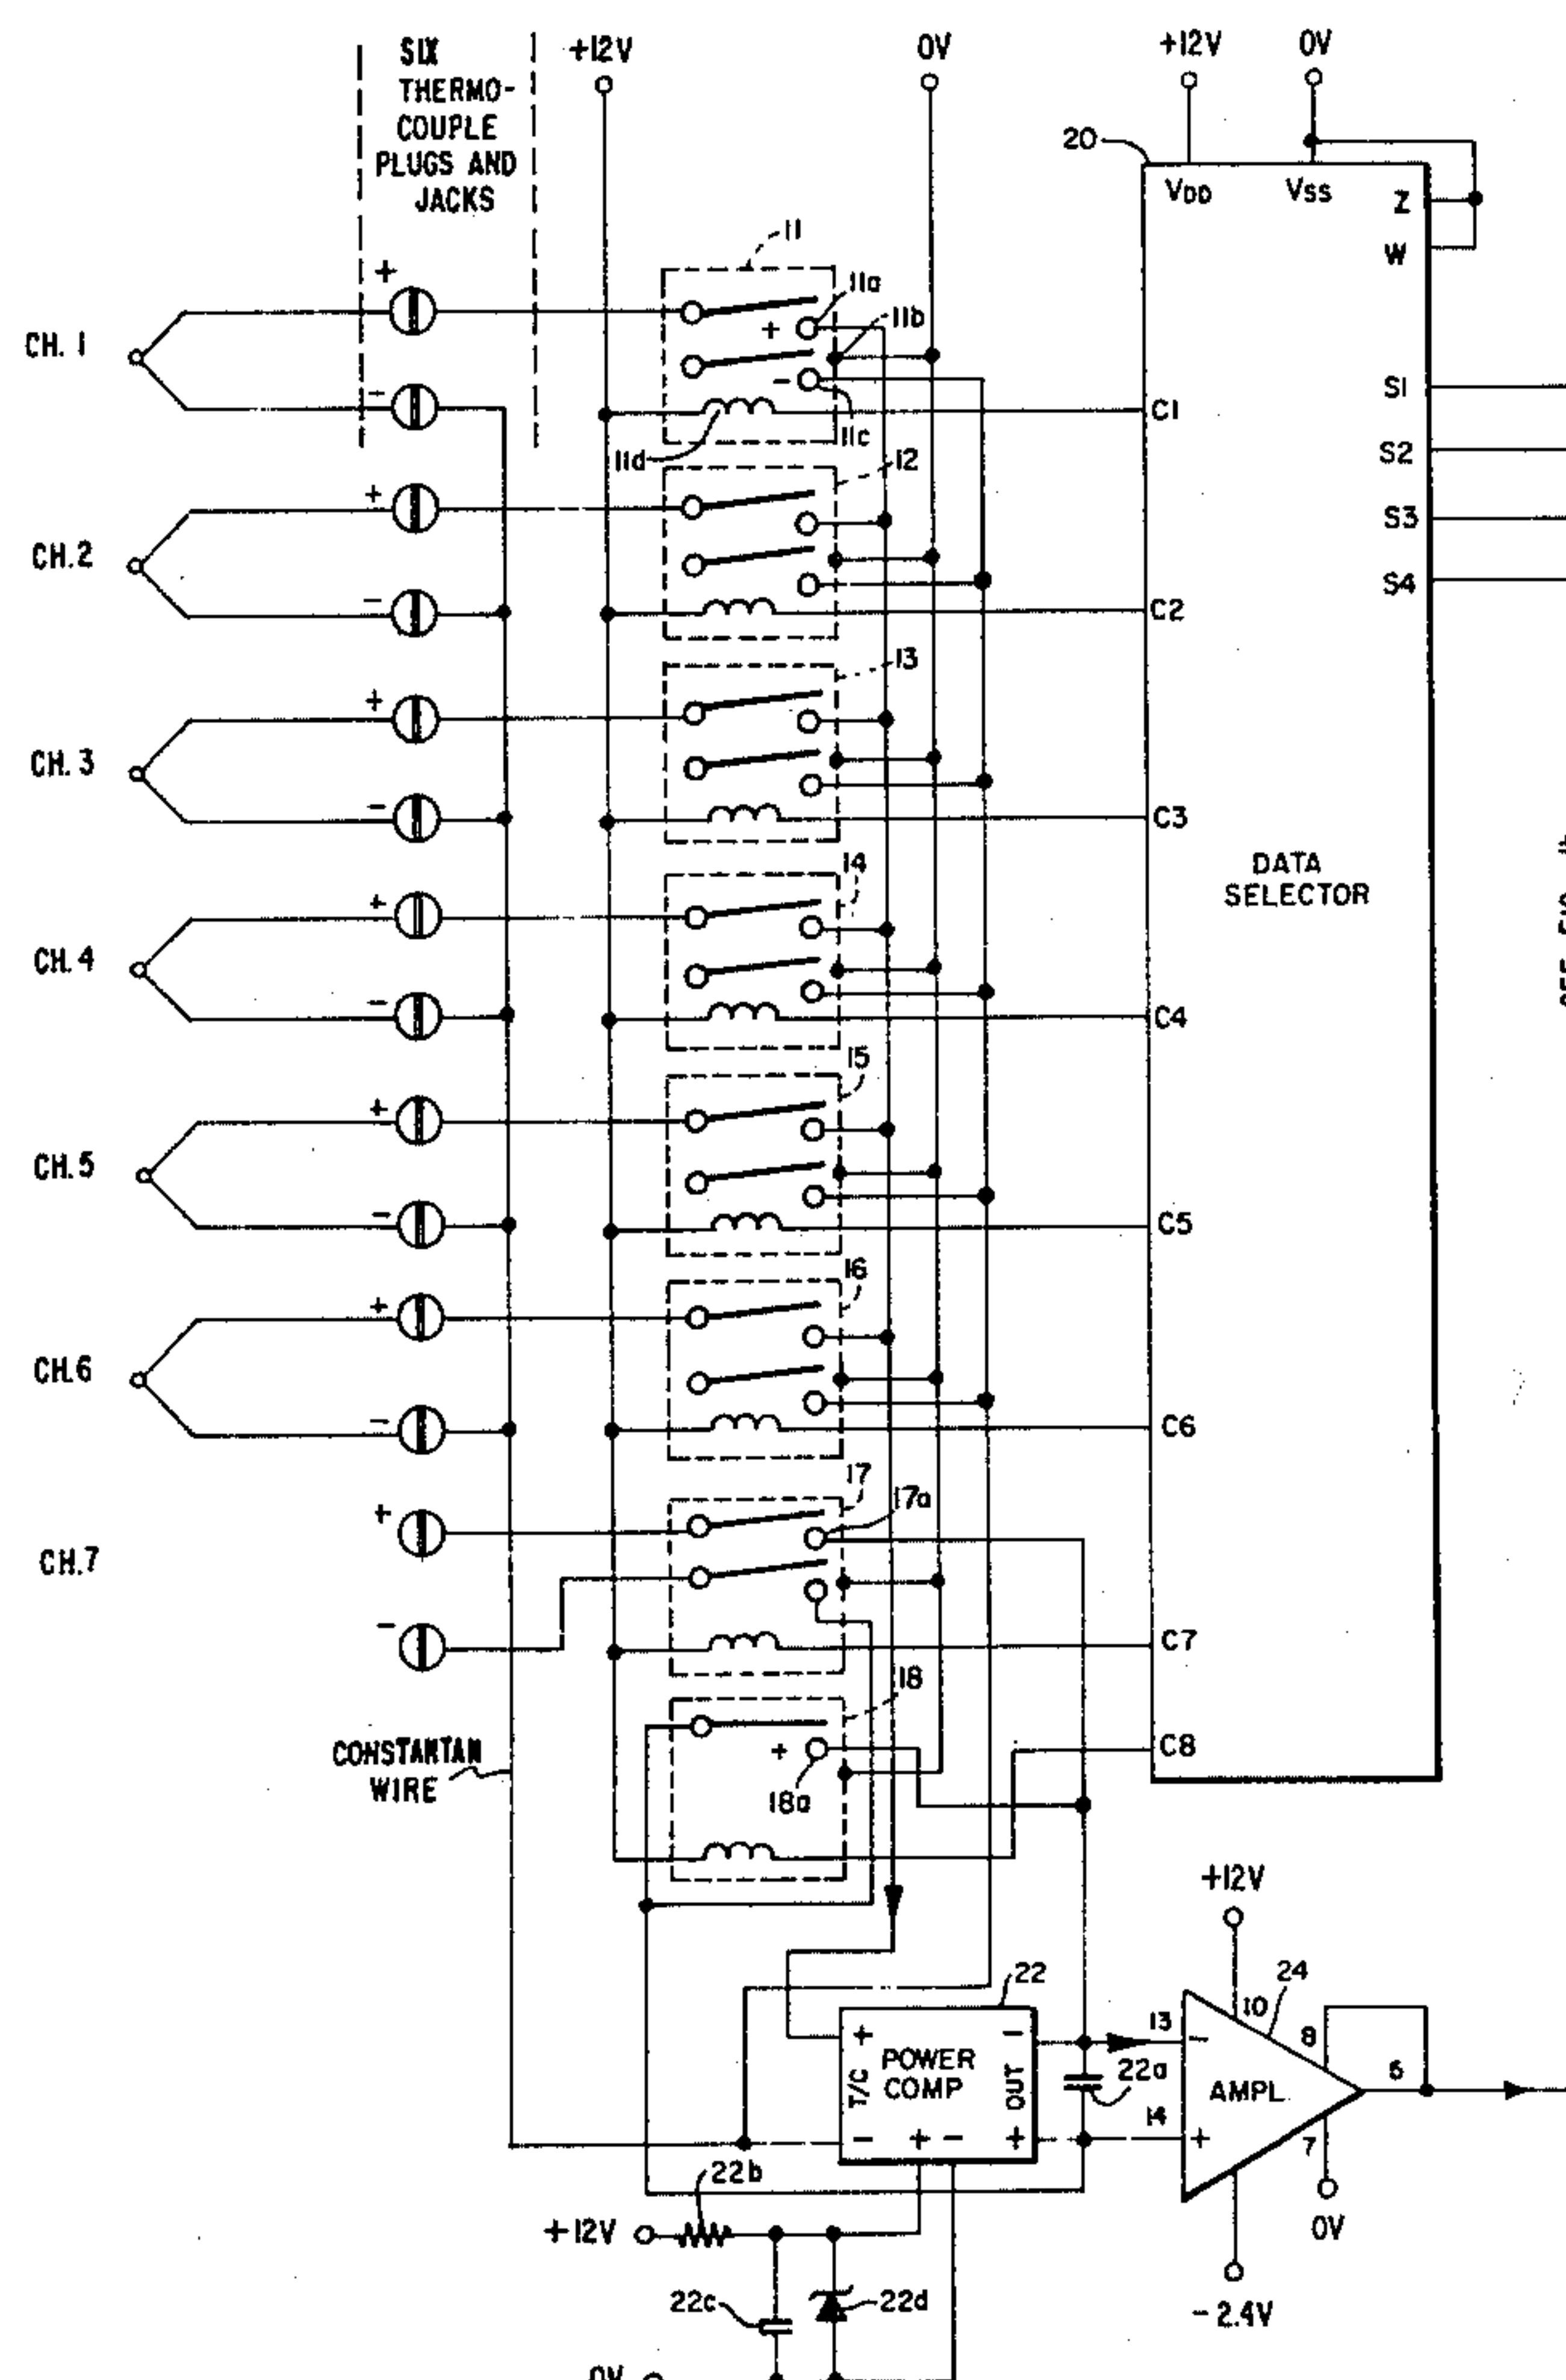 SIX
THERMO-
COUPLE
PLUGS AND
JACKS
+12V
0V
+12V
0V
20
VDD
VSS
Z
W
11
11a
11b
11c
11d
+
-
CH. 1
+
-
C1
S1
S2
S3
S4
12
CH. 2
+
-
C2
13
CH. 3
+
-
C3
DATA
SELECTOR
14
CH. 4
+
-
C4
15
CH. 5
+
-
C5
16
CH. 6
+
-
C6
17
17a
CH. 7
+
-
C7
18
+
18a
C8
CONSTANTAN
WIRE
+12V
22
24
10
13
8
+
-
-
T/C
POWER
COMP
OUT
22a
AMPL.
6
14
-
+ -
+
+
7
22b
+12V
0V
22c
22d
-2.4V
0V